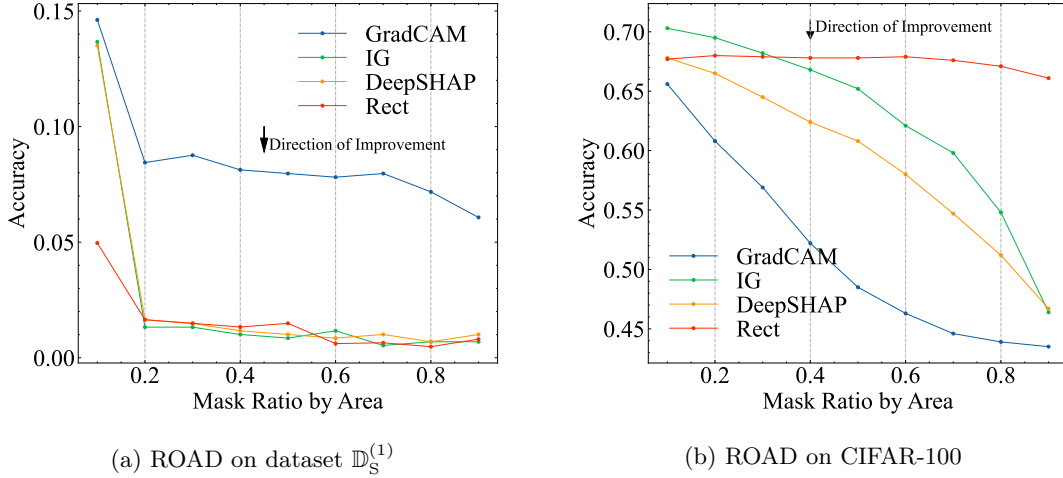 0.15
0.10
0.05
0.00
Accuracy
GradCAM
IG
DeepSHAP
Rect
Direction of Improvement
0.2 0.4 0.6 0.8
Mask Ratio by Area
(a) ROAD on dataset 𝔻_S^(1)
0.70
0.65
0.60
0.55
0.50
0.45
Accuracy
Direction of Improvement
GradCAM
IG
DeepSHAP
Rect
0.2 0.4 0.6 0.8
Mask Ratio by Area
(b) ROAD on CIFAR-100